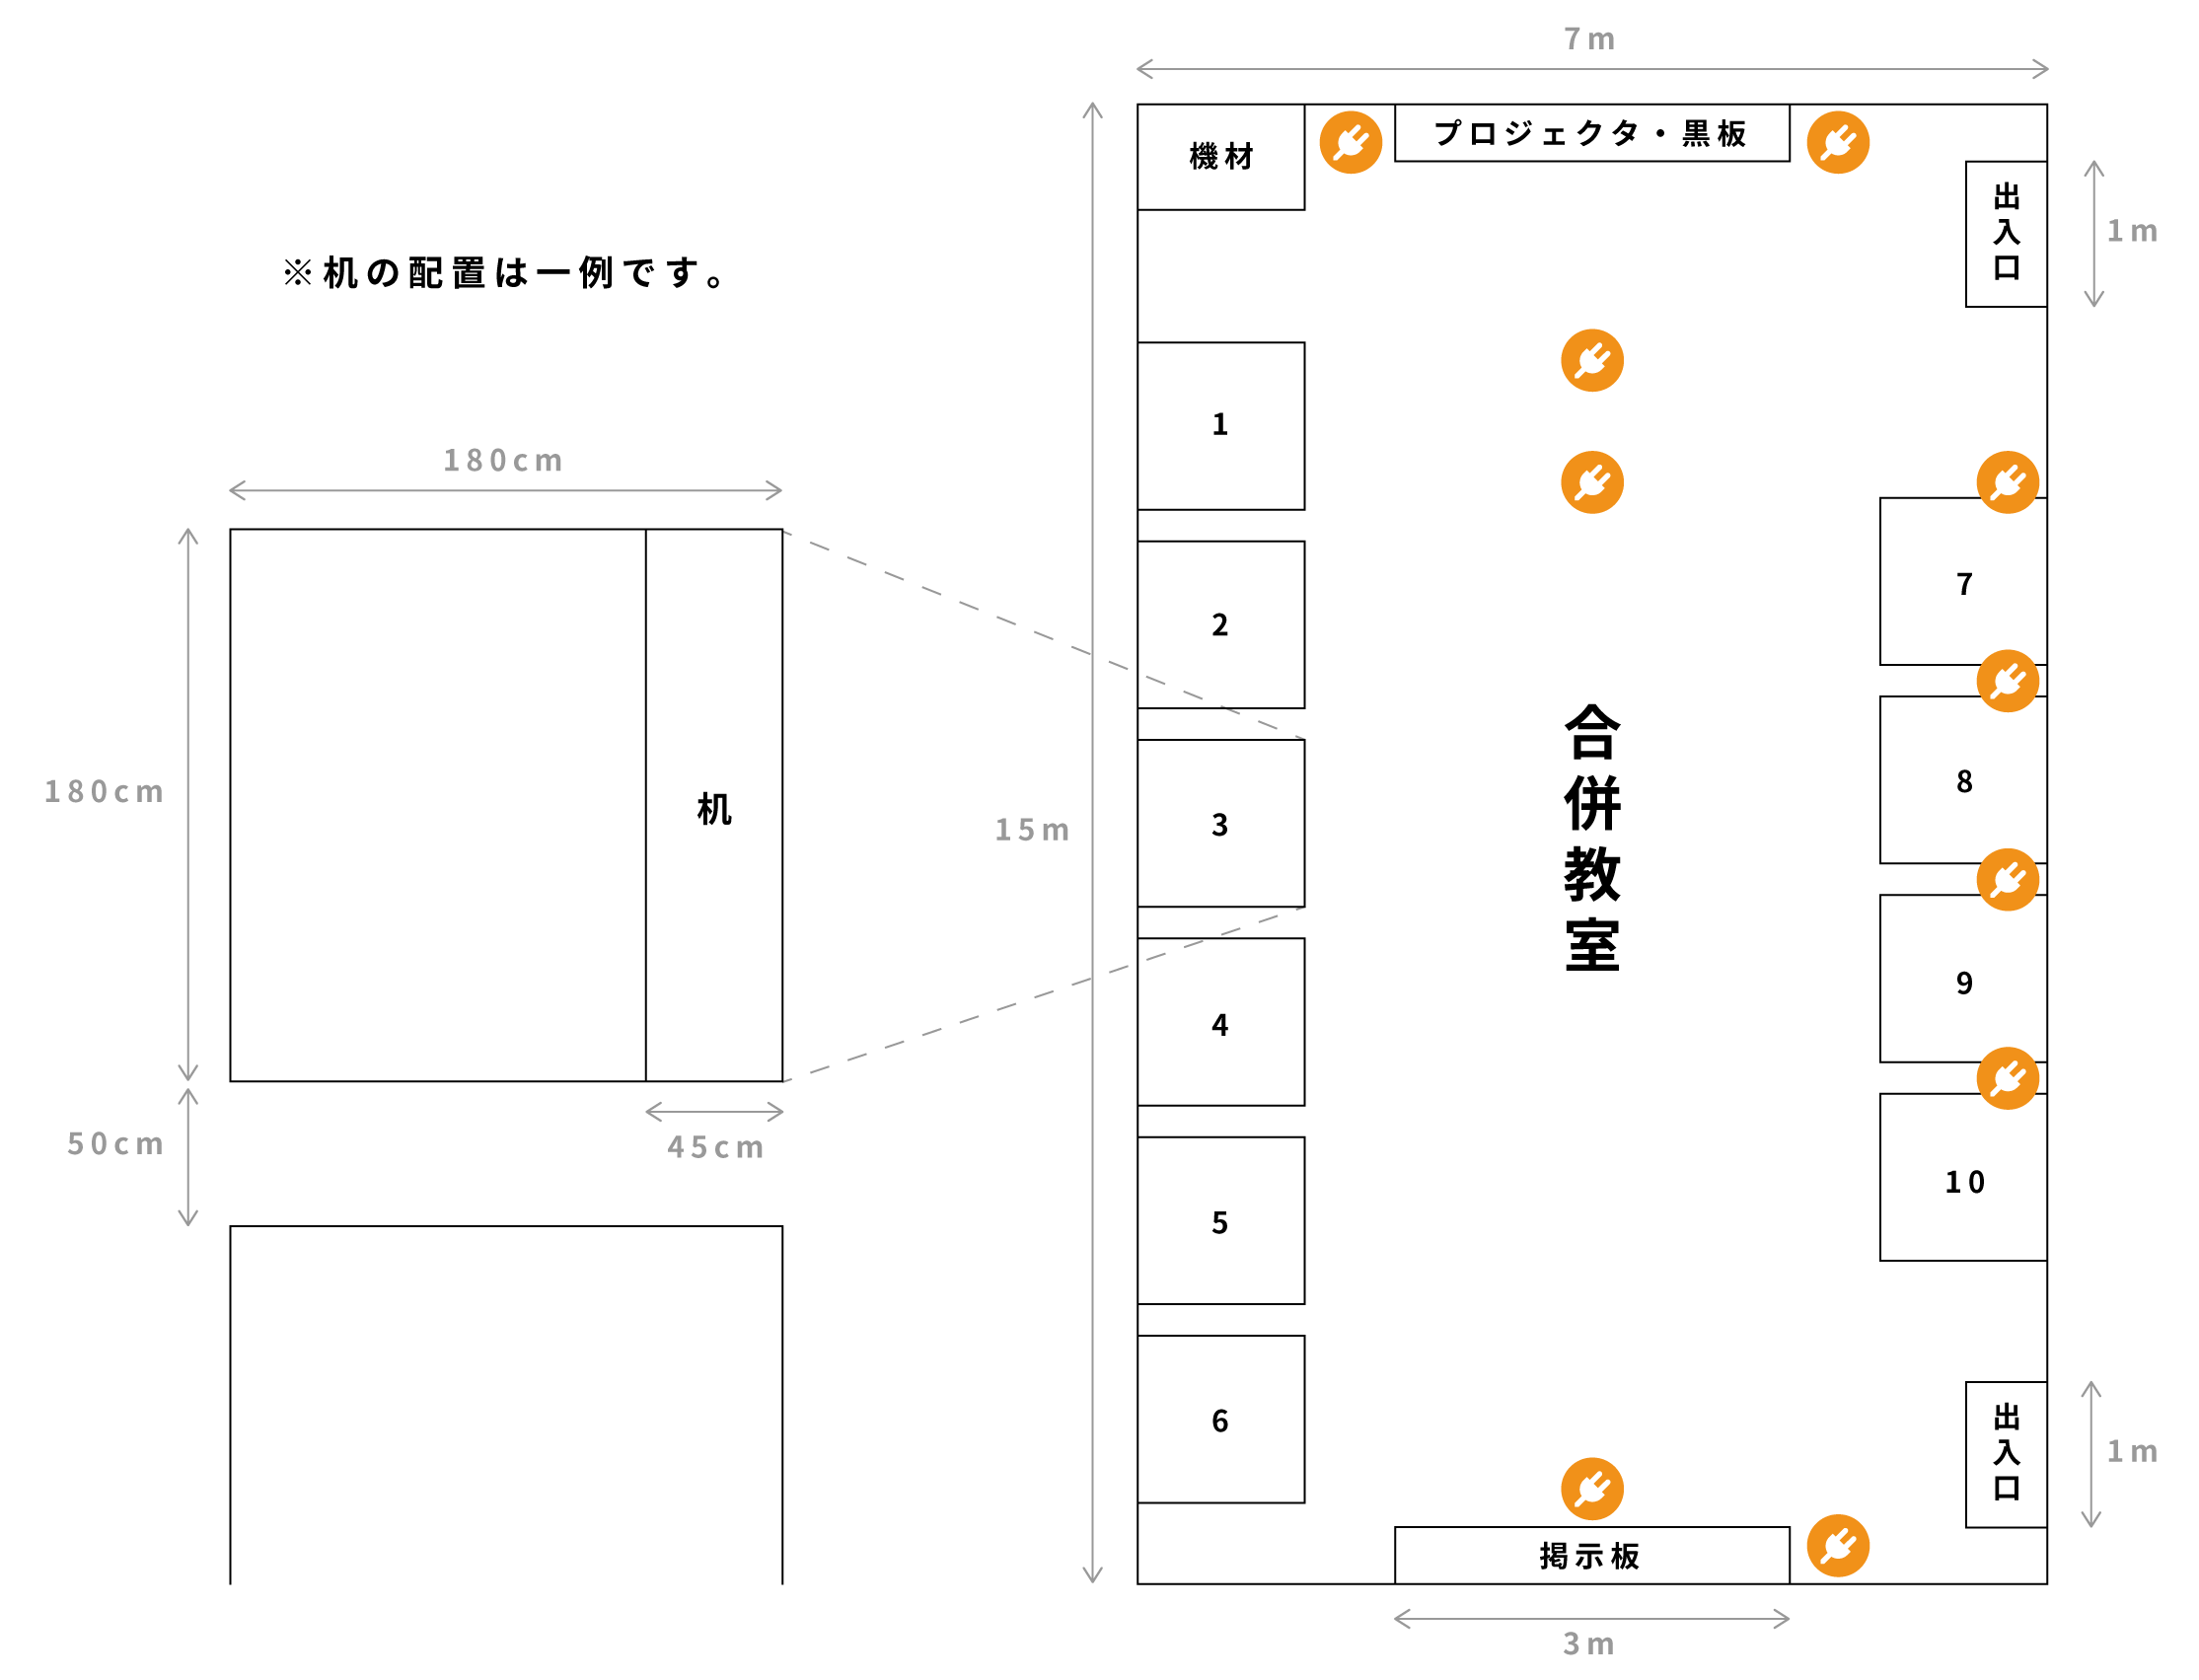 ※机の配置は一例です。
180cm
180cm
机
45cm
50cm
7m
15m
機材
プロジェクタ・黒板
出入口
1m
1
2
3
4
5
6
合併教室
7
8
9
10
出入口
1m
掲示板
3m